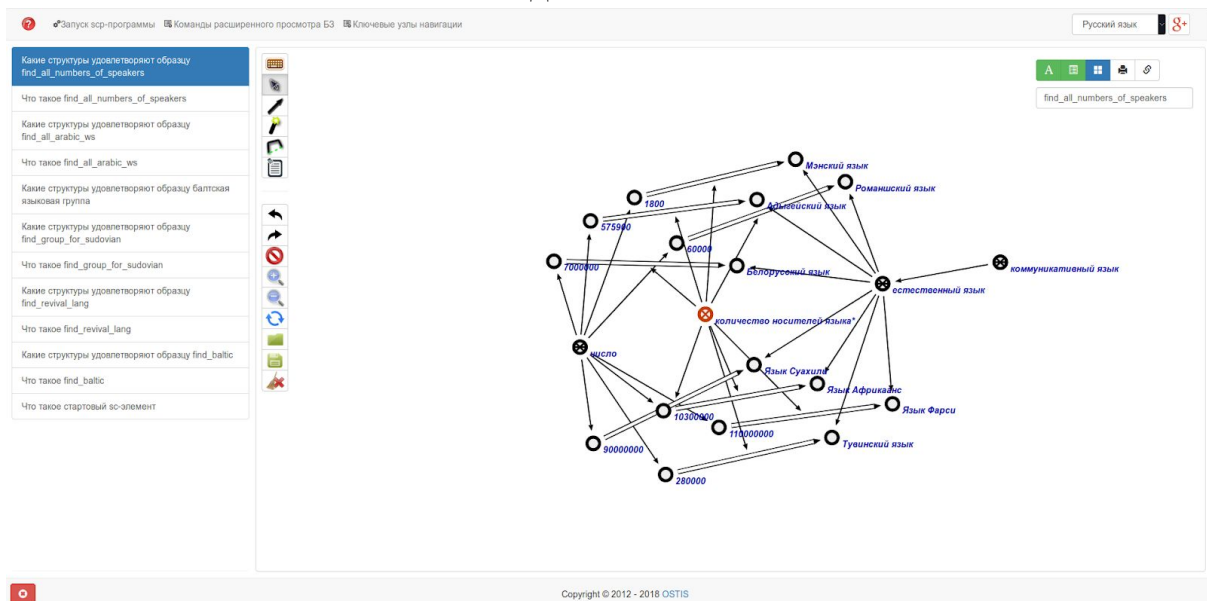 Запуск scp-программы Команды расширенного просмотра БЗ Ключевые узлы навигации Русский язык g+
Какие структуры удовлетворяют образцу
find_all_numbers_of_speakers
Что такое find_all_numbers_of_speakers
Какие структуры удовлетворяют образцу
find_all_arabic_ws
Что такое find_all_arabic_ws
Какие структуры удовлетворяют образцу балтская
языковая группа
Какие структуры удовлетворяют образцу
find_group_for_sudovian
Что такое find_group_for_sudovian
Какие структуры удовлетворяют образцу
find_revival_lang
Что такое find_revival_lang
Какие структуры удовлетворяют образцу find_baltic
Что такое find_baltic
Что такое стартовый sc-элемент
A
find_all_numbers_of_speakers
Мэнский язык
Романшский язык
1800
Адыгейский язык
575900
60000
7000000
Белорусский язык
коммуникативный язык
естественный язык
количество носителей языка*
число
Язык Суахили
Язык Африкаанс
10300000
Язык Фарси
110000000
Тувинский язык
90000000
280000
Copyright © 2012 - 2018 OSTIS